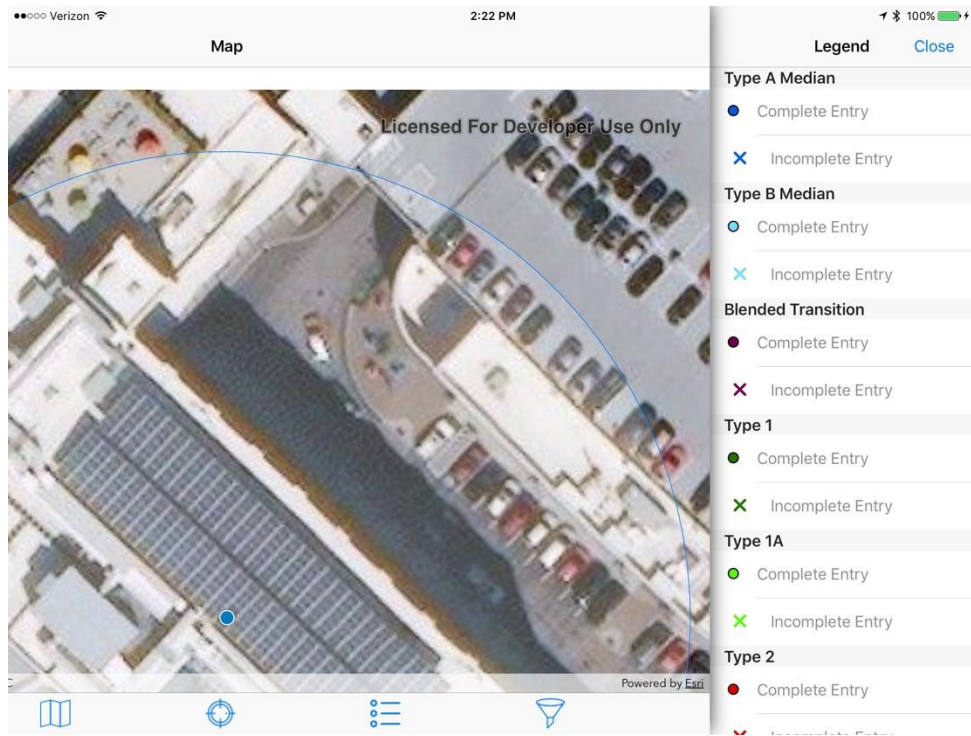 Verizon
2:22 PM
100%
Map
Legend
Close
Licensed For Developer Use Only
Type A Median
Complete Entry
Incomplete Entry
Type B Median
Complete Entry
Incomplete Entry
Blended Transition
Complete Entry
Incomplete Entry
Type 1
Complete Entry
Incomplete Entry
Type 1A
Complete Entry
Incomplete Entry
Type 2
Complete Entry
Incomplete Entry
Powered by Esri